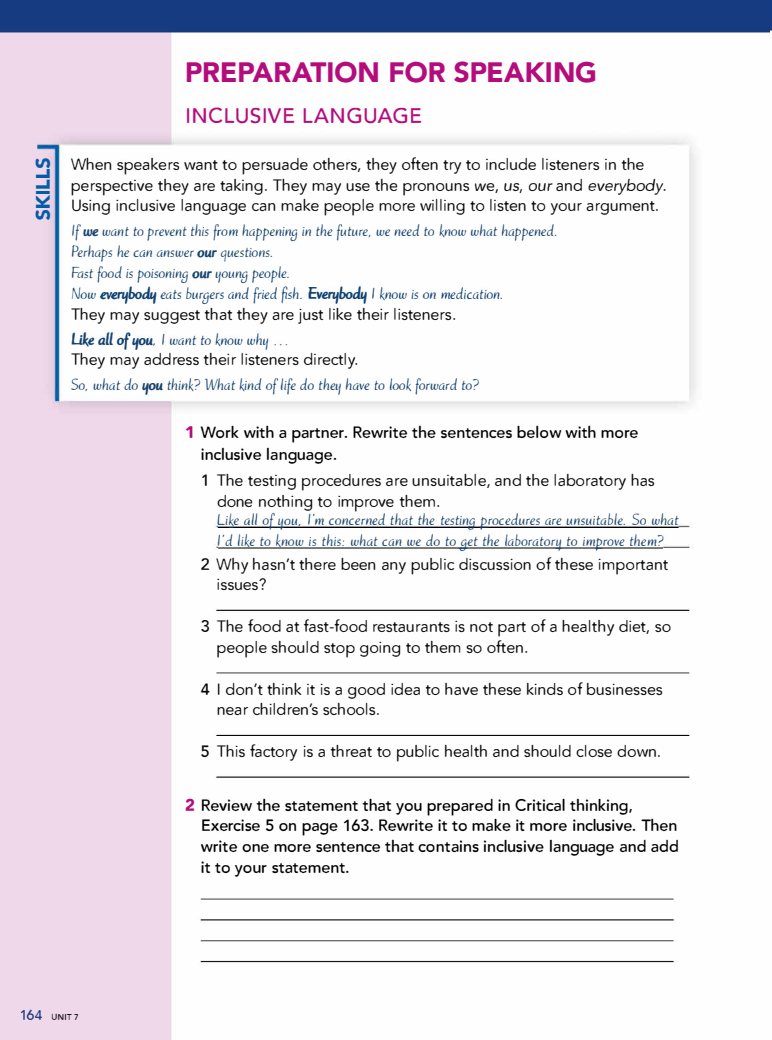 PREPARATION FOR SPEAKING
INCLUSIVE LANGUAGE
SKILLS
When speakers want to persuade others, they often try to include listeners in the
perspective they are taking. They may use the pronouns we, us, our and everybody.
Using inclusive language can make people more willing to listen to your argument.
If we want to prevent this from happening in the future, we need to know what happened.
Perhaps he can answer our questions.
Fast food is poisoning our young people.
Now everybody eats burgers and fried fish. Everybody I know is on medication.
They may suggest that they are just like their listeners.
Like all of you, I want to know why ...
They may address their listeners directly.
So, what do you think? What kind of life do they have to look forward to?
1 Work with a partner. Rewrite the sentences below with more
inclusive language.
1 The testing procedures are unsuitable, and the laboratory has
done nothing to improve them.
Like all of you, I'm concerned that the testing procedures are unsuitable. So what
I'd like to know is this: what can we do to get the laboratory to improve them?
2 Why hasn't there been any public discussion of these important
issues?
3 The food at fast-food restaurants is not part of a healthy diet, so
people should stop going to them so often.
4 I don't think it is a good idea to have these kinds of businesses
near children's schools.
5 This factory is a threat to public health and should close down.
2 Review the statement that you prepared in Critical thinking,
Exercise 5 on page 163. Rewrite it to make it more inclusive. Then
write one more sentence that contains inclusive language and add
it to your statement.
164 UNIT 7